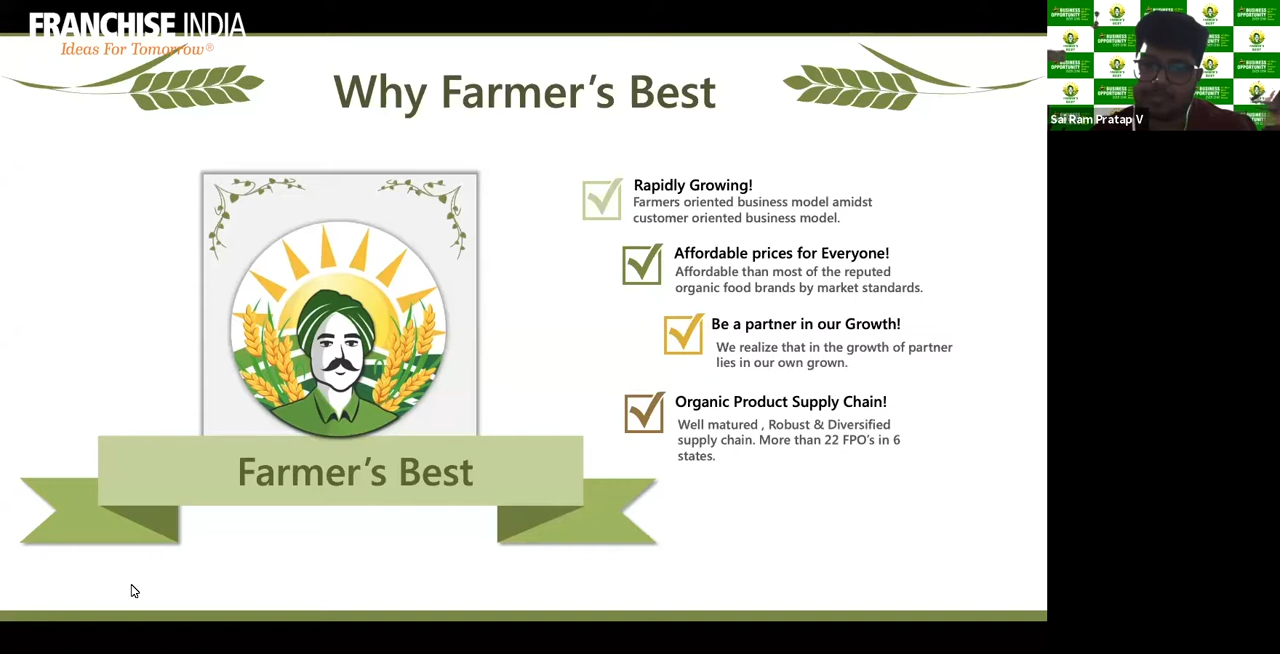 FRANCHISE INDIA
Ideas For Tomorrow®
Why Farmer's Best
Rapidly Growing!
Farmers oriented business model amidst
customer oriented business model.
Affordable prices for Everyone!
Affordable than most of the reputed
organic food brands by market standards.
Be a partner in our Growth!
We realize that in the growth of partner
lies in our own grown.
Organic Product Supply Chain!
Well matured , Robust & Diversified
supply chain. More than 22 FPO's in 6
states.
Farmer's Best
BUSINESS
OPPORTUNITY
Sai Ram Pratap V